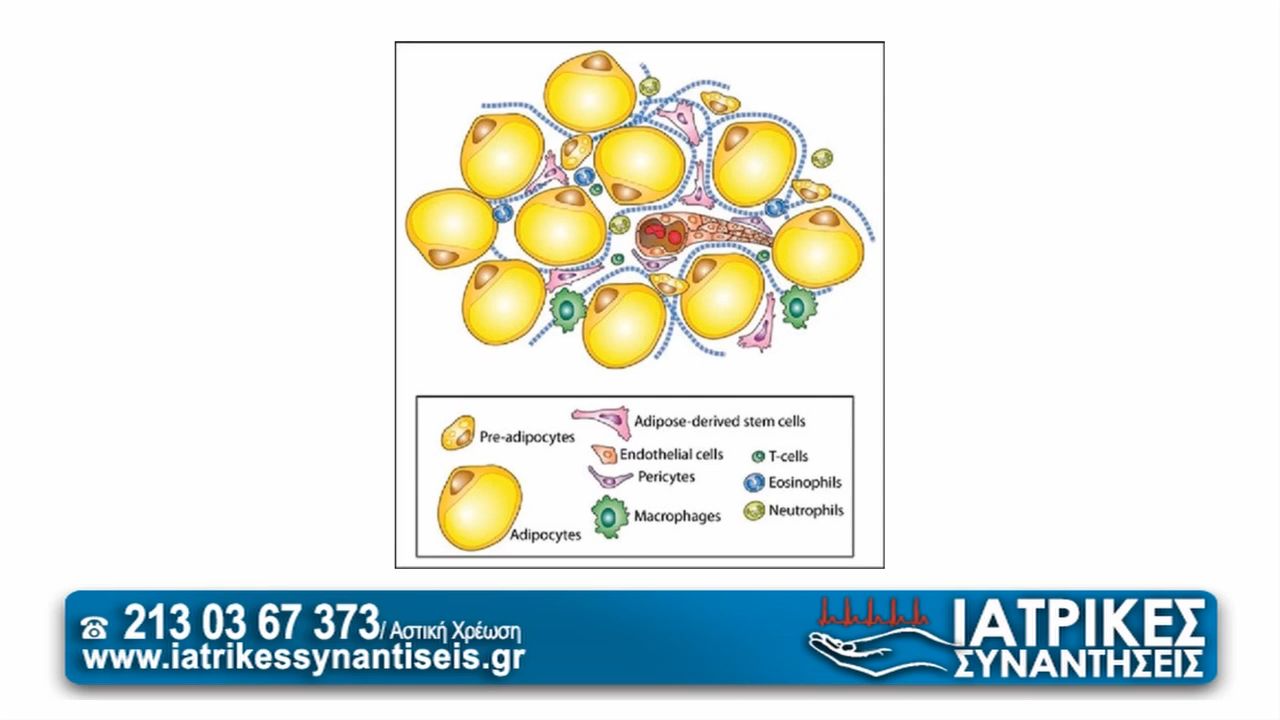 Pre-adipocytes
Adipocytes
Adipose-derived stem cells
Endothelial cells
Pericytes
Macrophages
T-cells
Eosinophils
Neutrophils
213 03 67 373/ Αστική Χρέωση
www.iatrikessynantiseis.gr
ΙΑΤΡΙΚΕΣ
ΣΥΝΑΝΤΗΣΕΙΣ